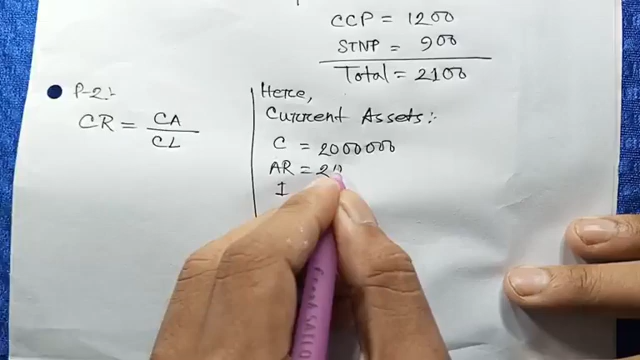 CCP = 1200
STNP = 900
Total = 2100
P-2:
CR = CA / CL
Here,
Current Assets:-
C = 2000000
AR = 2
I